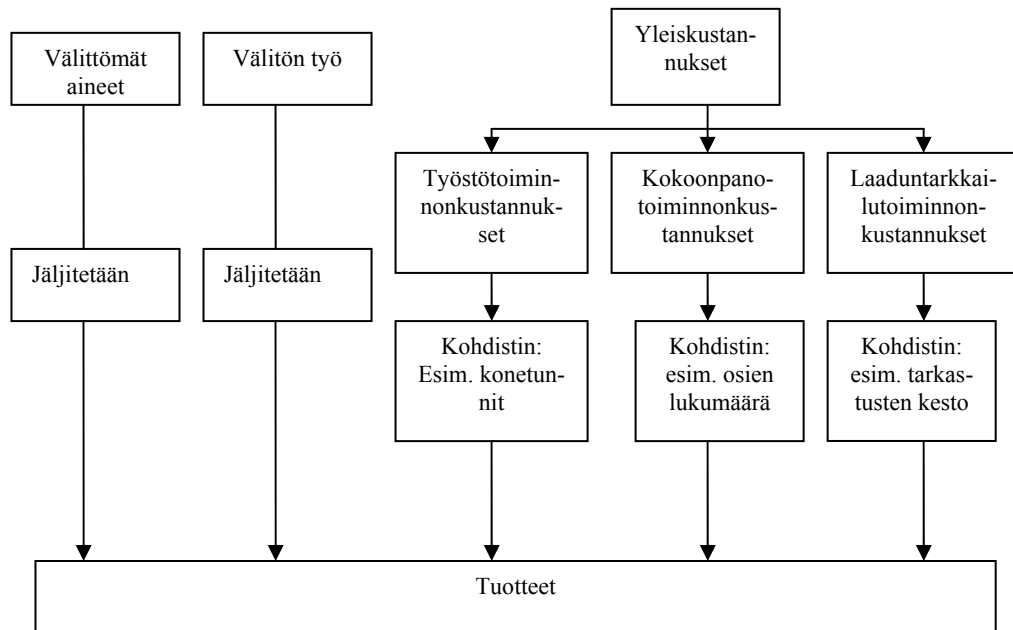 Välittömät
aineet
Välitön työ
Yleiskustan-
nukset
Työstötoimin-
nonkustannuk-
set
Kokoonpano-
toiminnonkus-
tannukset
Laaduntarkkai-
lutoiminnon-
kustannukset
Jäljitetään
Jäljitetään
Kohdistin:
Esim. konetun-
nit
Kohdistin:
esim. osien
lukumäärä
Kohdistin:
esim. tarkas-
tusten kesto
Tuotteet